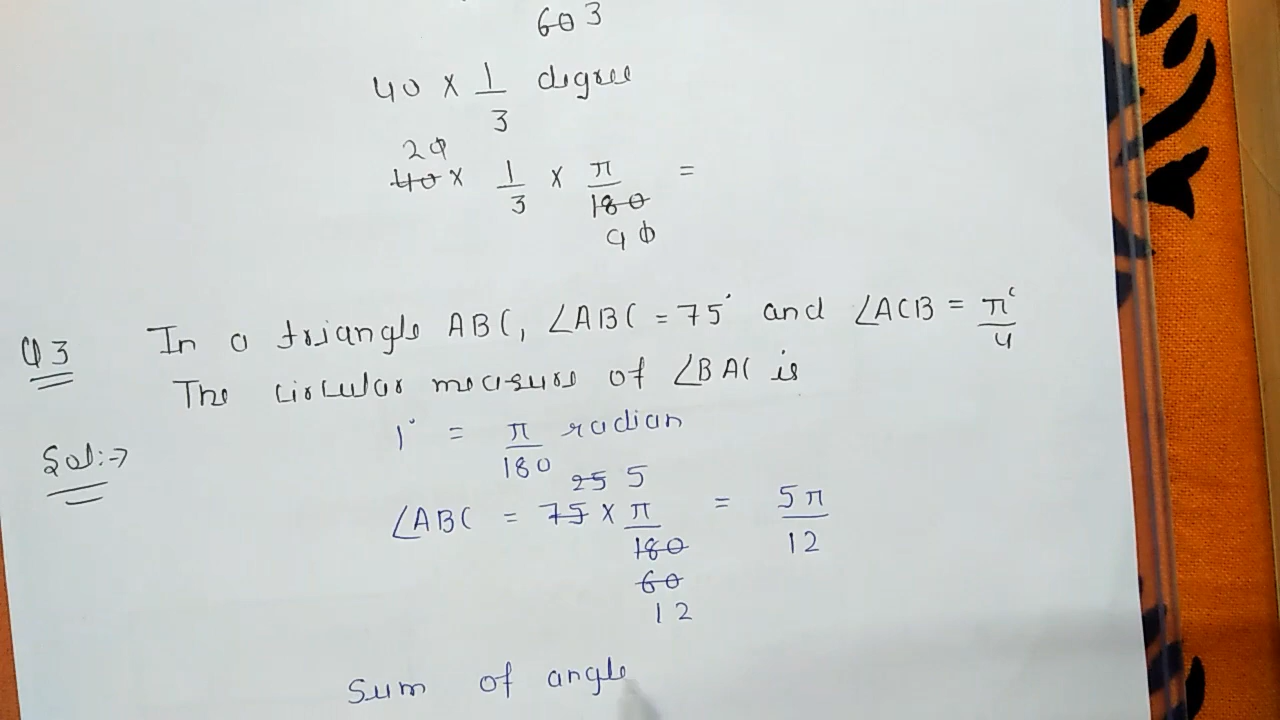 60 3
40 × 1/3 degree
20
40 × 1/3 × π/180 =
90
Q3 In a triangle ABC, ∠ABC = 75° and ∠ACB = πᶜ/4
The circular measure of ∠BAC is
Sol:→ 1° = π/180 radian
25 5
∠ABC = 75 × π/180 = 5π/12
60
12
Sum of angle